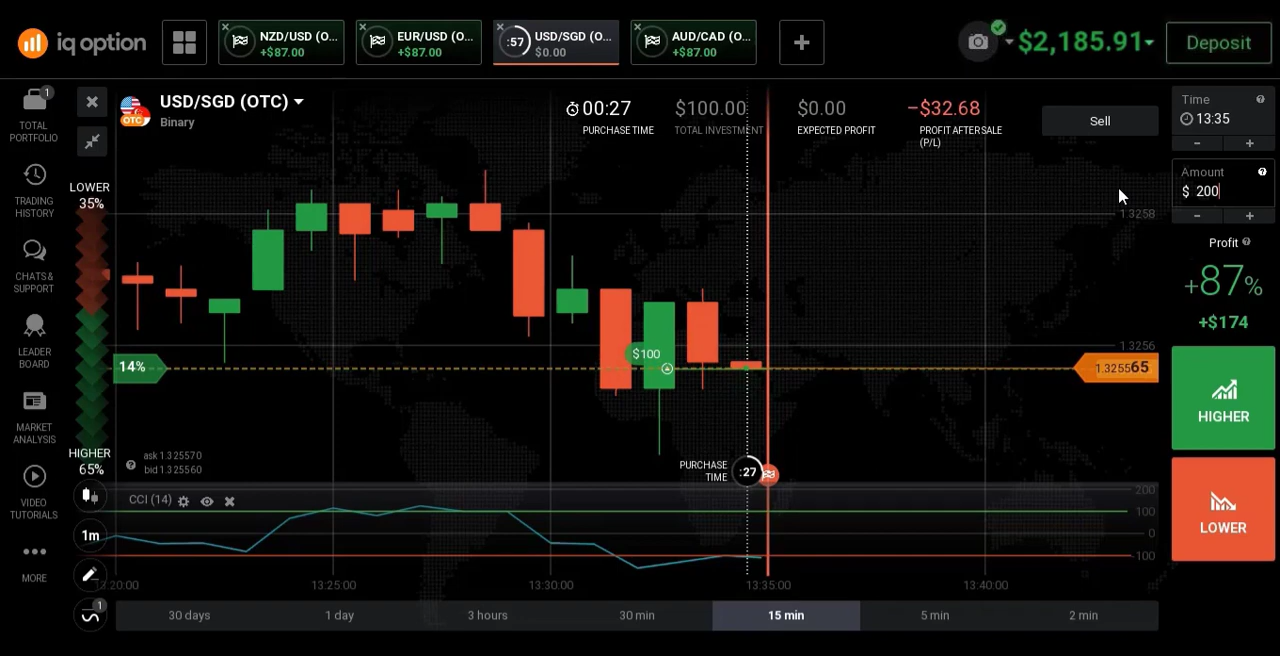 iq option
NZD/USD (O...
+$87.00
EUR/USD (O...
+$87.00
:57
USD/SGD (O...
$0.00
AUD/CAD (O...
+$87.00
$2,185.91
Deposit
TOTAL
PORTFOLIO
1
TRADING
HISTORY
CHATS &
SUPPORT
LEADER
BOARD
MARKET
ANALYSIS
VIDEO
TUTORIALS
MORE
LOWER
35%
14%
HIGHER
65%
1m
1
OTC
USD/SGD (OTC)
Binary
00:27
PURCHASE TIME
$100.00
TOTAL INVESTMENT
$0.00
EXPECTED PROFIT
−$32.68
PROFIT AFTER SALE
(P/L)
Sell
1.3258
1.3256
$100
1.325565
ask 1.325570
bid 1.325560
PURCHASE
TIME
:27
CCI (14)
200
100
0
-100
20:00
13:25:00
13:30:00
13:35:00
13:40:00
30 days
1 day
3 hours
30 min
15 min
5 min
2 min
Time
13:35
-
+
Amount
$ 200
-
+
Profit
+87%
+$174
HIGHER
LOWER